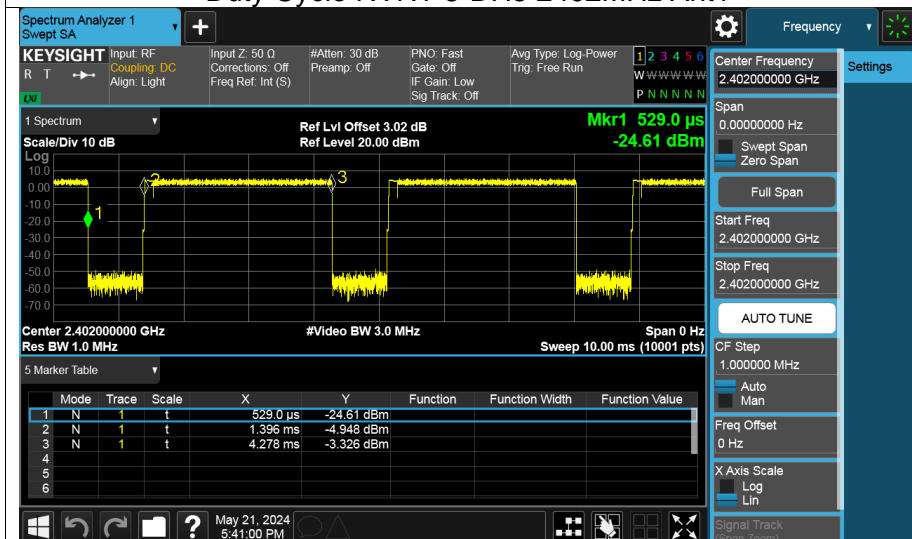 Spectrum Analyzer 1
Swept SA
+
Frequency
KEYSIGHT
R T
LXI
Input: RF
Coupling: DC
Align: Light
Input Z: 50 Ω
Corrections: Off
Freq Ref: Int (S)
#Atten: 30 dB
Preamp: Off
PNO: Fast
Gate: Off
IF Gain: Low
Sig Track: Off
Avg Type: Log-Power
Trig: Free Run
1 2 3 4 5 6
W W W W W W
P N N N N N
1 Spectrum
Scale/Div 10 dB
Ref Lvl Offset 3.02 dB
Ref Level 20.00 dBm
Mkr1 529.0 µs
-24.61 dBm
Log
10.0
0.00
-10.0
-20.0
-30.0
-40.0
-50.0
-60.0
-70.0
1
2
3
Center 2.402000000 GHz
Res BW 1.0 MHz
#Video BW 3.0 MHz
Span 0 Hz
Sweep 10.00 ms (10001 pts)
5 Marker Table
Mode Trace Scale X Y Function Function Width Function Value
1 N 1 t 529.0 µs -24.61 dBm
2 N 1 t 1.396 ms -4.948 dBm
3 N 1 t 4.278 ms -3.326 dBm
4
5
6
?
May 21, 2024
5:41:00 PM
Center Frequency
2.402000000 GHz
Span
0.00000000 Hz
Swept Span
Zero Span
Full Span
Start Freq
2.402000000 GHz
Stop Freq
2.402000000 GHz
AUTO TUNE
CF Step
1.000000 MHz
Auto
Man
Freq Offset
0 Hz
X Axis Scale
Log
Lin
Signal Track
(Span Zoom)
Settings